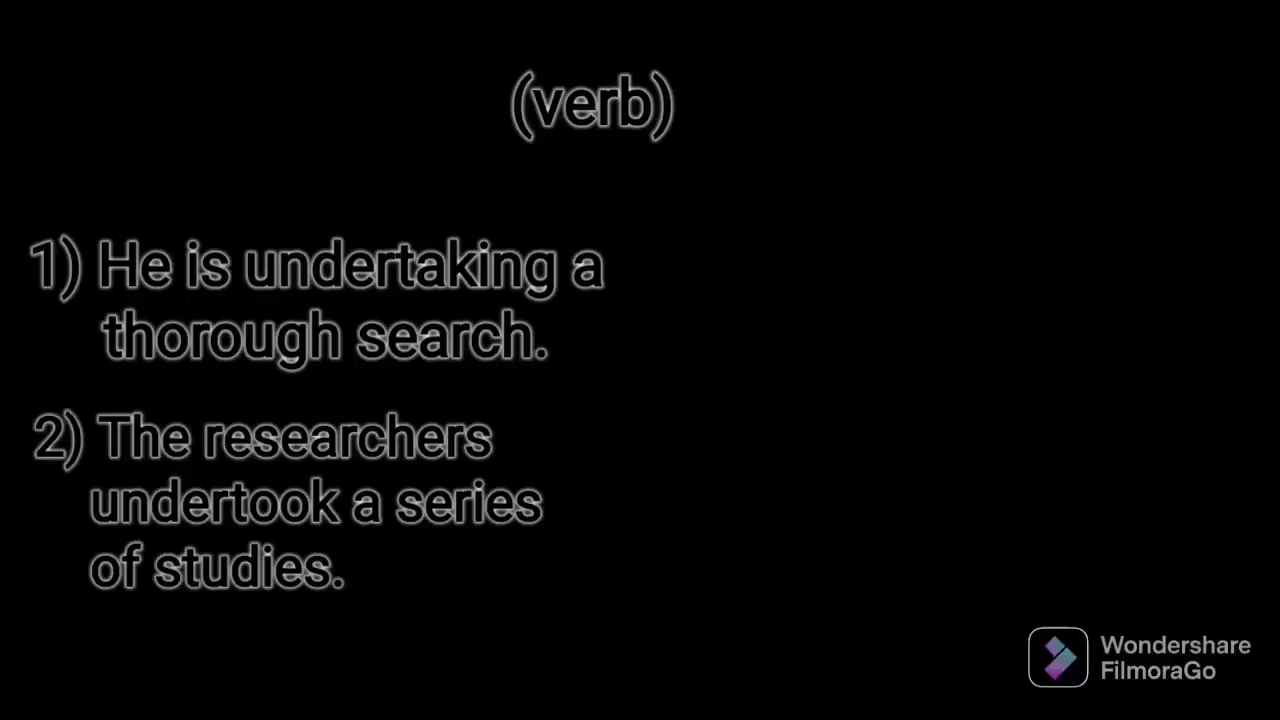 (verb)
1) He is undertaking a
thorough search.
2) The researchers
undertook a series
of studies.
Wondershare
FilmoraGo